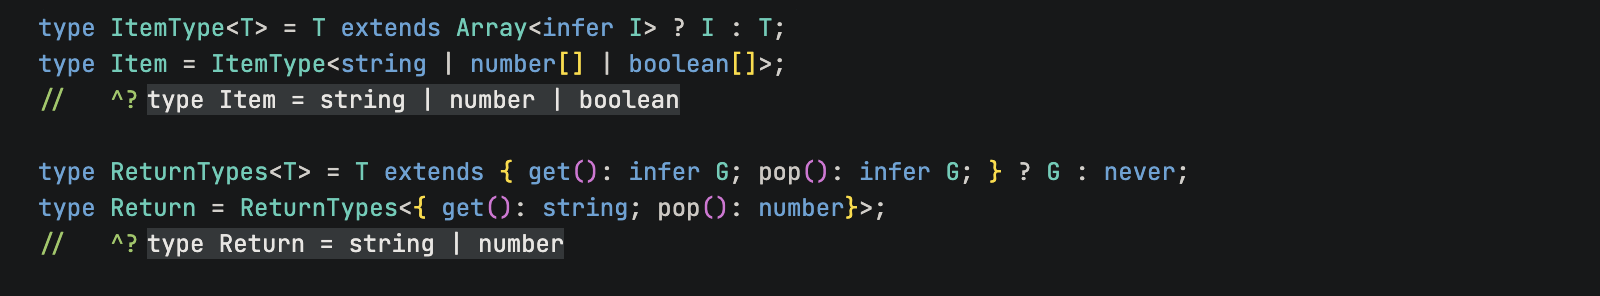 type ItemType<T> = T extends Array<infer I> ? I : T;
type Item = ItemType<string | number[] | boolean[]>;
//   ^? type Item = string | number | boolean
type ReturnTypes<T> = T extends { get(): infer G; pop(): infer G; } ? G : never;
type Return = ReturnTypes<{ get(): string; pop(): number}>;
//   ^? type Return = string | number